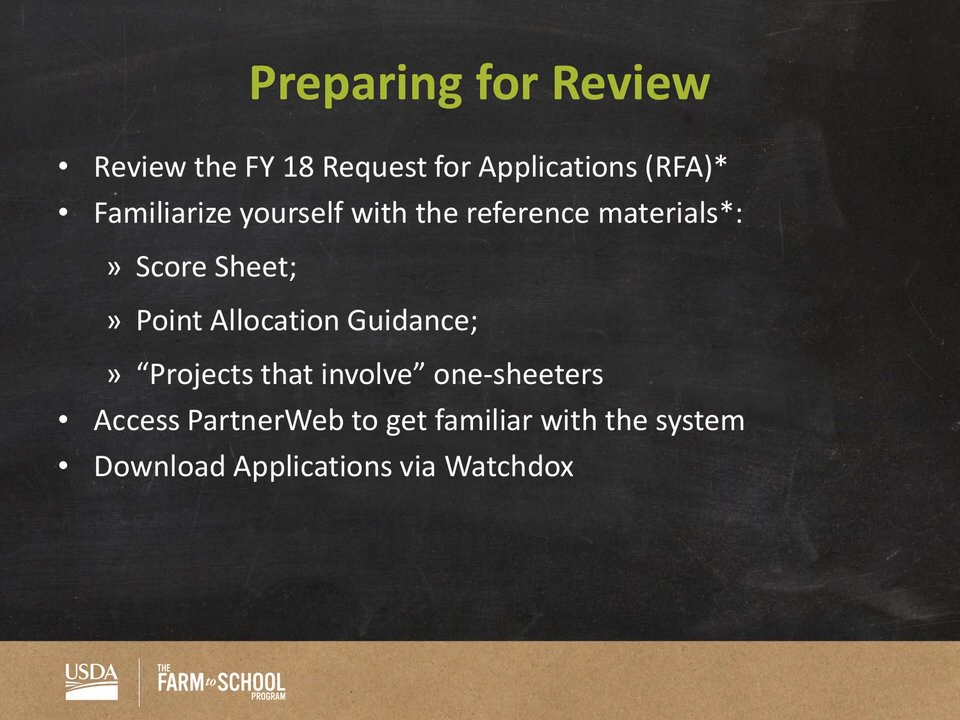 Preparing for Review
• Review the FY 18 Request for Applications (RFA)*
• Familiarize yourself with the reference materials*:
» Score Sheet;
» Point Allocation Guidance;
» “Projects that involve” one-sheeters
• Access PartnerWeb to get familiar with the system
• Download Applications via Watchdox
USDA
THE
FARM to SCHOOL
PROGRAM